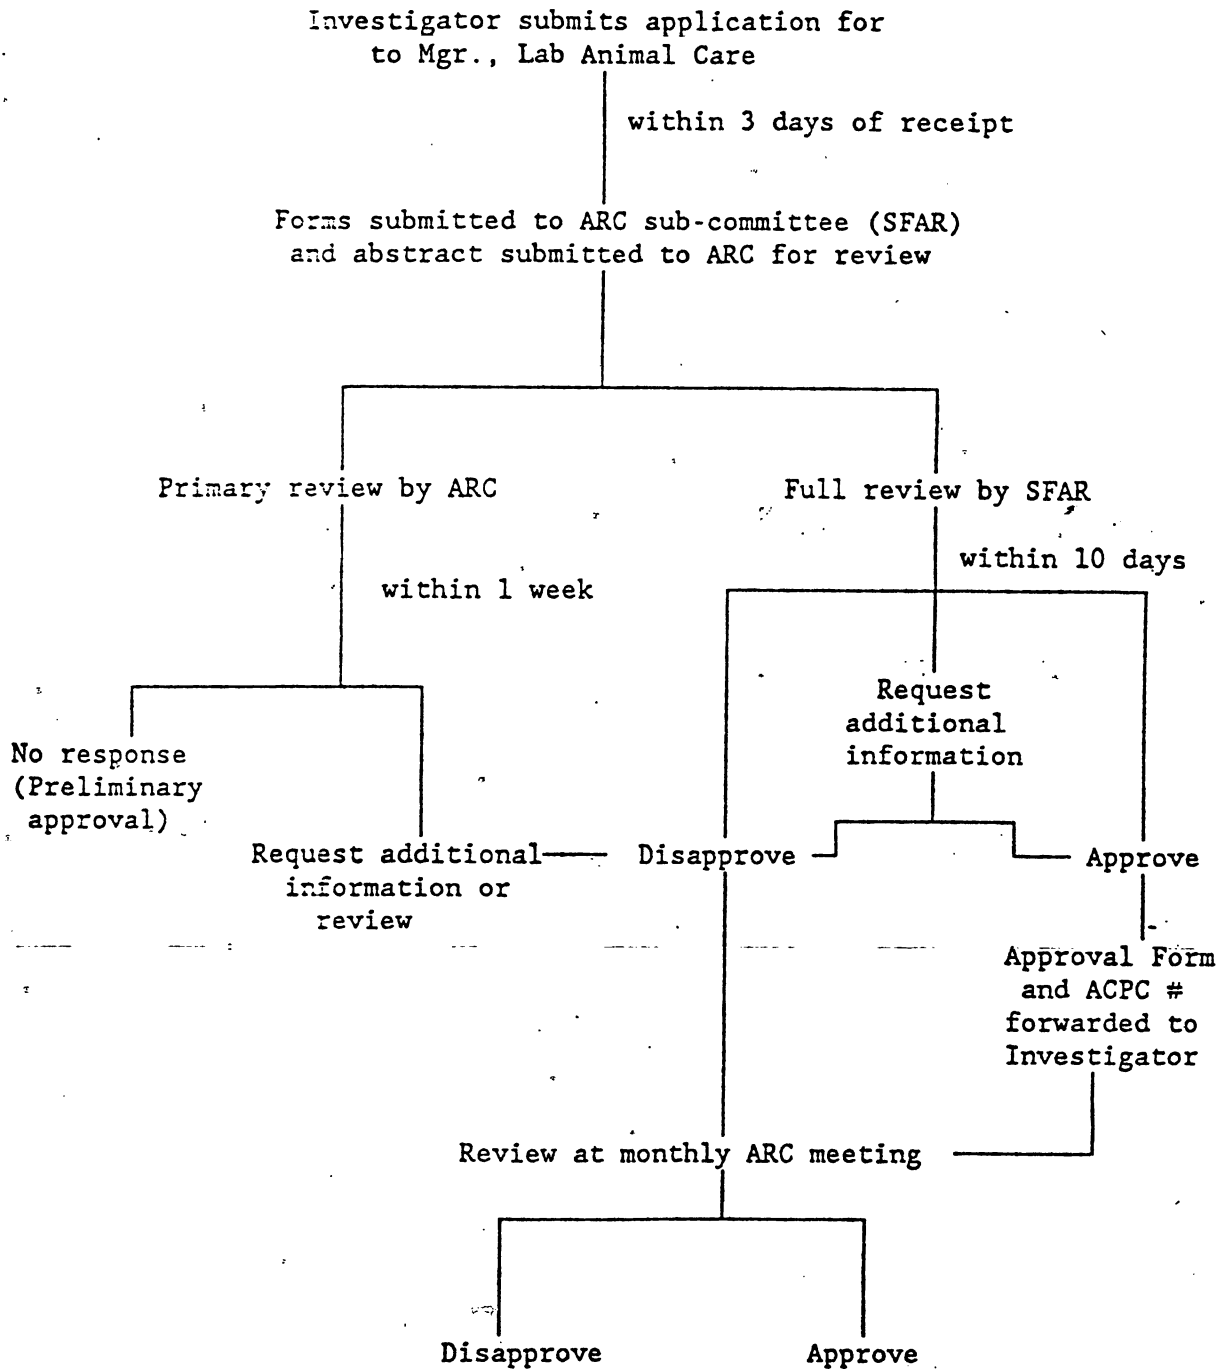 Investigator submits application for
to Mgr., Lab Animal Care
within 3 days of receipt
Forms submitted to ARC sub-committee (SFAR)
and abstract submitted to ARC for review
Primary review by ARC
Full review by SFAR
within 10 days
within 1 week
Request
additional
information
No response
(Preliminary
approval)
Request additional
information or
review
Disapprove
Approve
Approval Form
and ACPC #
forwarded to
Investigator
Review at monthly ARC meeting
Disapprove
Approve